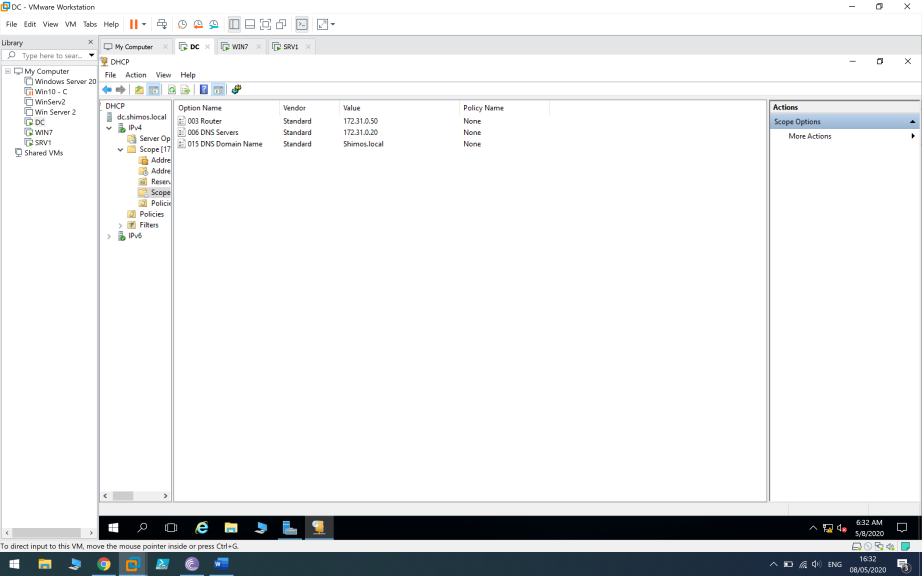 DC - VMware Workstation
File Edit View VM Tabs Help
Library
Type here to sear...
My Computer
Windows Server 20
Win10 - C
WinServ2
Win Server 2
DC
WIN7
SRV1
Shared VMs
My Computer DC WIN7 SRV1
DHCP
File Action View Help
DHCP
dc.shimos.local
IPv4
Server Op
Scope [17
Addre
Addre
Reserv
Scope
Policie
Policies
Filters
IPv6
Option Name Vendor Value Policy Name
003 Router Standard 172.31.0.50 None
006 DNS Servers Standard 172.31.0.20 None
015 DNS Domain Name Standard Shimos.local None
Actions
Scope Options
More Actions
6:32 AM
5/8/2020
To direct input to this VM, move the mouse pointer inside or press Ctrl+G.
ENG
16:32
08/05/2020
3